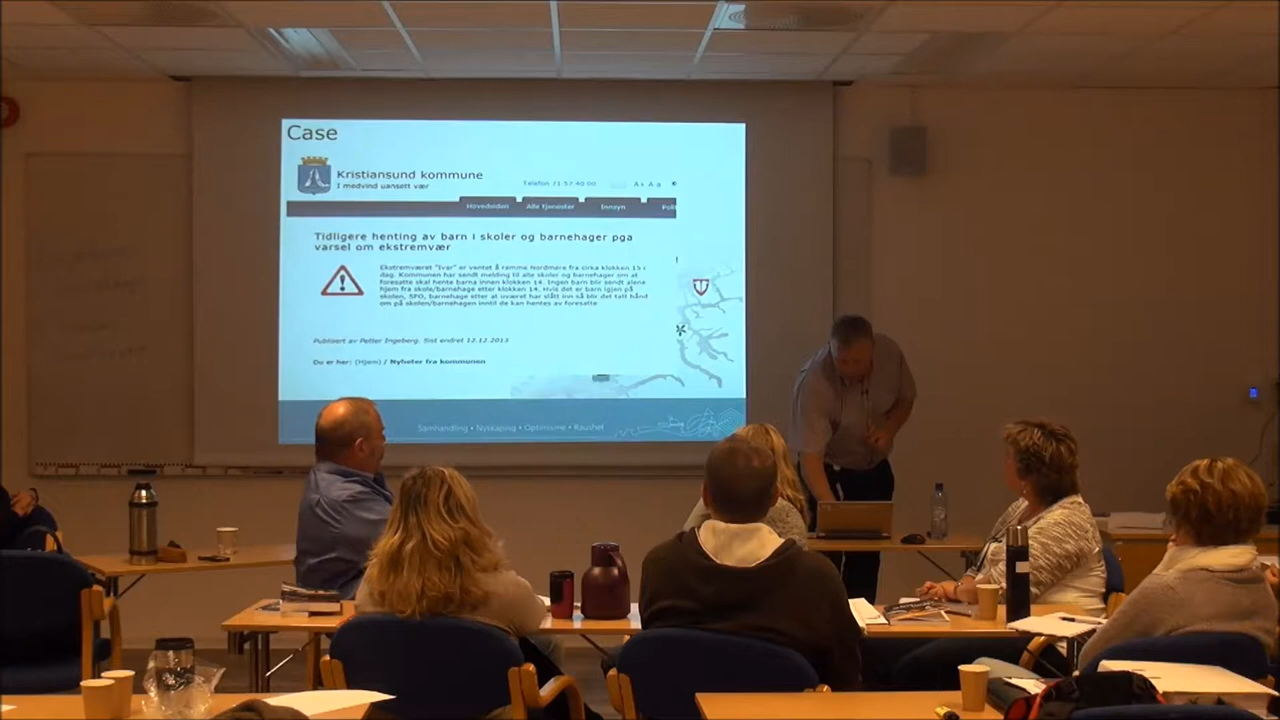 Case
Kristiansund kommune
I medvind uansett vær
Telefon 71 57 40 00
A+ A a
Hovedsiden Alle tjenester Innsyn Poli
Tidligere henting av barn i skoler og barnehager pga
varsel om ekstremvær
Ekstremværet "Ivar" er ventet å ramme Nordmøre fra cirka klokken 15 i
dag. Kommunen har sendt melding til alle skoler og barnehager om at
foresatte skal hente barna innen klokken 14. Ingen barn blir sendt alene
hjem fra skole/barnehage etter klokken 14. Hvis det er barn igjen på
skolen, SFO, barnehage etter at uværet har slått inn så blir det tatt hånd
om på skolen/barnehagen inntil de kan hentes av foresatte
Publisert av Petter Ingeberg. Sist endret 12.12.2013
Du er her: (Hjem) / Nyheter fra kommunen
Samhandling • Nyskaping • Optimisme • Raushet